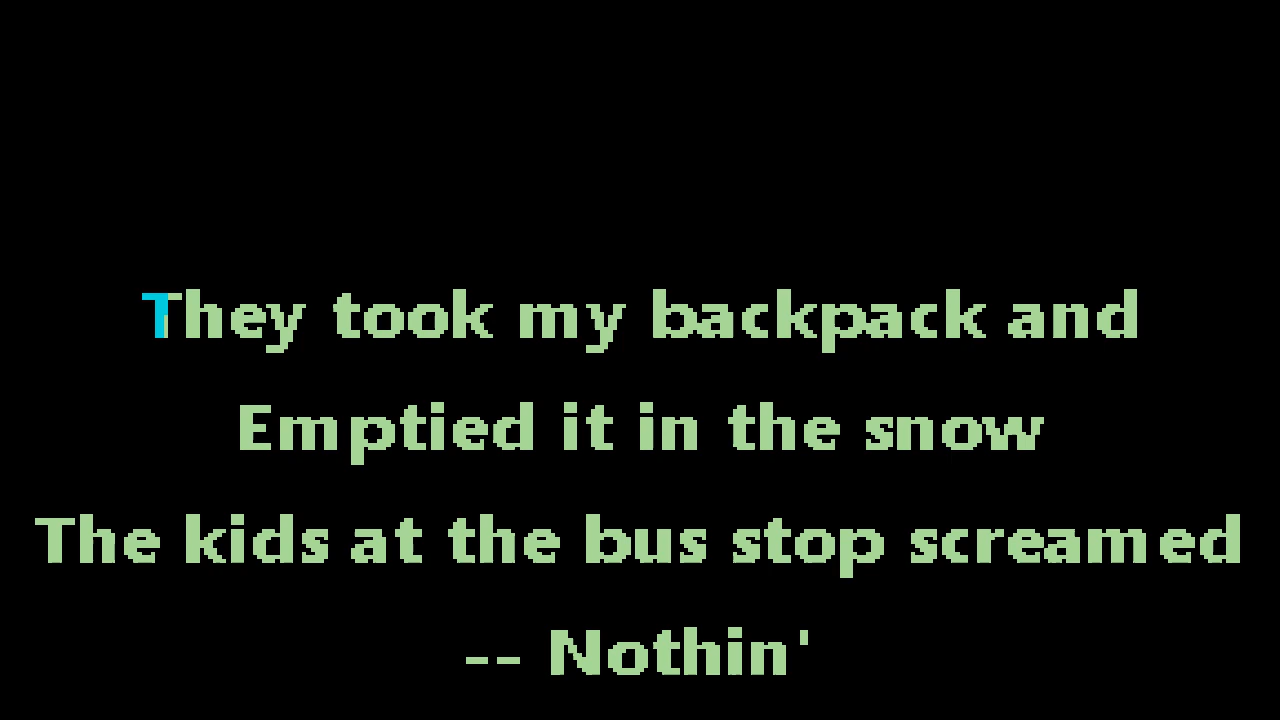 They took my backpack and
Emptied it in the snow
The kids at the bus stop screamed
-- Nothin'